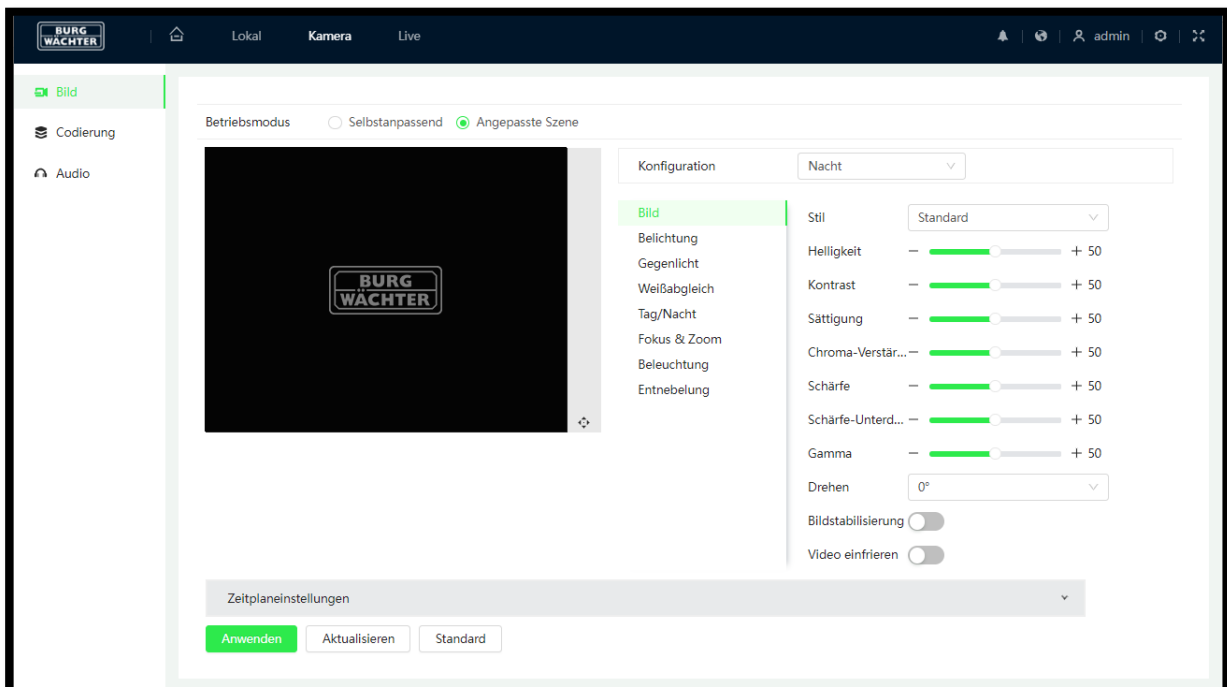 BURG
WÄCHTER
Lokal Kamera Live admin
Bild
Codierung
Audio
Betriebsmodus Selbstanpassend Angepasste Szene
BURG
WÄCHTER
Konfiguration Nacht
Bild
Belichtung
Gegenlicht
Weißabgleich
Tag/Nacht
Fokus & Zoom
Beleuchtung
Entnebelung
Stil Standard
Helligkeit − + 50
Kontrast − + 50
Sättigung − + 50
Chroma-Verstär... − + 50
Schärfe − + 50
Schärfe-Unterd... − + 50
Gamma − + 50
Drehen 0°
Bildstabilisierung
Video einfrieren
Zeitplaneinstellungen
Anwenden Aktualisieren Standard